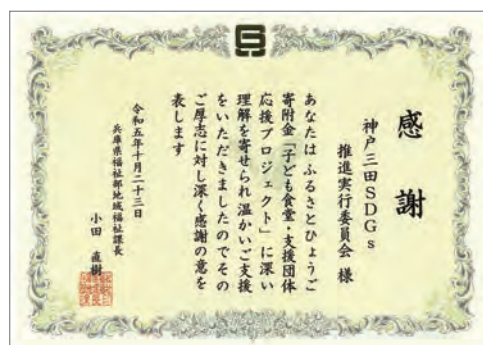 感謝
神戸三田SDGs
推進実行委員会 様
あなたは ふるさとひょうご
寄附金「子ども食堂・支援団体
応援プロジェクト」に深い
理解を寄せられ温かいご支援
をいただきましたのでその
ご厚志に対し深く感謝の意を
表します
令和五年十月二十三日
兵庫県福祉部地域福祉課長
小田 直樹